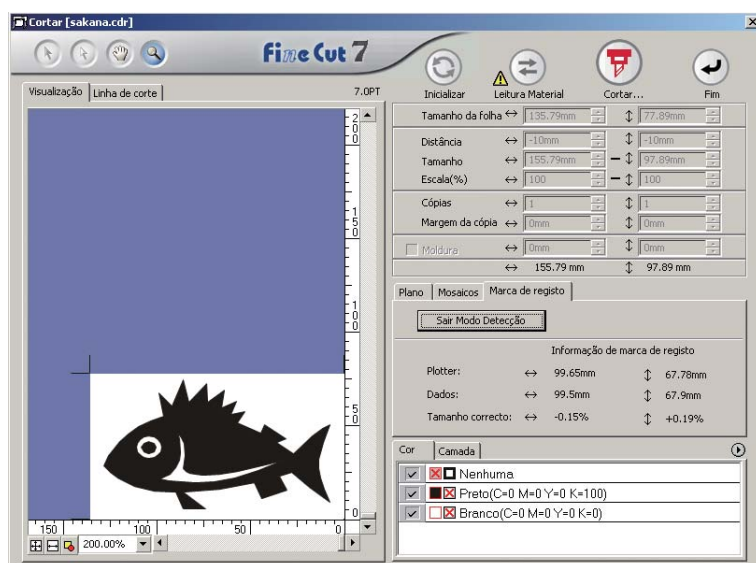 Cortar [sakana.cdr]
FineCut 7
Inicializar
Leitura Material
Cortar...
Fim
Visualização
Linha de corte
7.0PT
Tamanho da folha ↔ 135.79mm ↕ 77.89mm
Distância ↔ -10mm ↕ -10mm
Tamanho ↔ 155.79mm ↕ 97.89mm
Escala(%) ↔ 100 ↕ 100
Cópias ↔ 1 ↕ 1
Margem da cópia ↔ 0mm ↕ 0mm
Moldura ↔ 0mm ↕ 0mm
↔ 155.79 mm ↕ 97.89 mm
Plano
Mosaicos
Marca de registo
Sair Modo Detecção
Informação de marca de registo
Plotter: ↔ 99.65mm ↕ 67.78mm
Dados: ↔ 99.5mm ↕ 67.9mm
Tamanho correcto: ↔ -0.15% ↕ +0.19%
Cor
Camada
Nenhuma
Preto(C=0 M=0 Y=0 K=100)
Branco(C=0 M=0 Y=0 K=0)
200
150
100
50
0
150 100 50 0
200.00%